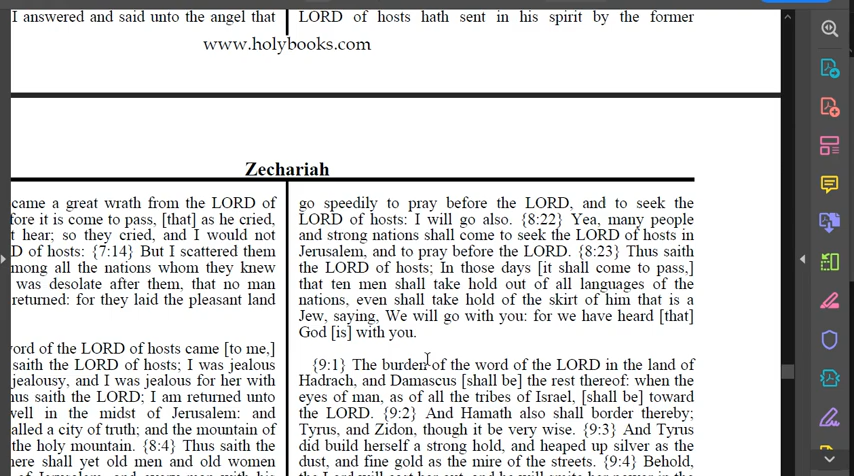 I answered and said unto the angel that
LORD of hosts hath sent in his spirit by the former
www.holybooks.com
Zechariah
came a great wrath from the LORD of
fore it is come to pass, [that] as he cried,
t hear; so they cried, and I would not
D of hosts: {7:14} But I scattered them
mong all the nations whom they knew
was desolate after them, that no man
returned: for they laid the pleasant land
ord of the LORD of hosts came [to me,]
saith the LORD of hosts; I was jealous
jealousy, and I was jealous for her with
hus saith the LORD; I am returned unto
well in the midst of Jerusalem: and
alled a city of truth; and the mountain of
the holy mountain. {8:4} Thus saith the
here shall yet old men and old women
go speedily to pray before the LORD, and to seek the
LORD of hosts: I will go also. {8:22} Yea, many people
and strong nations shall come to seek the LORD of hosts in
Jerusalem, and to pray before the LORD. {8:23} Thus saith
the LORD of hosts; In those days [it shall come to pass,]
that ten men shall take hold out of all languages of the
nations, even shall take hold of the skirt of him that is a
Jew, saying, We will go with you: for we have heard [that]
God [is] with you.
{9:1} The burden of the word of the LORD in the land of
Hadrach, and Damascus [shall be] the rest thereof: when the
eyes of man, as of all the tribes of Israel, [shall be] toward
the LORD. {9:2} And Hamath also shall border thereby;
Tyrus, and Zidon, though it be very wise. {9:3} And Tyrus
did build herself a strong hold, and heaped up silver as the
dust, and fine gold as the mire of the streets. {9:4} Behold,